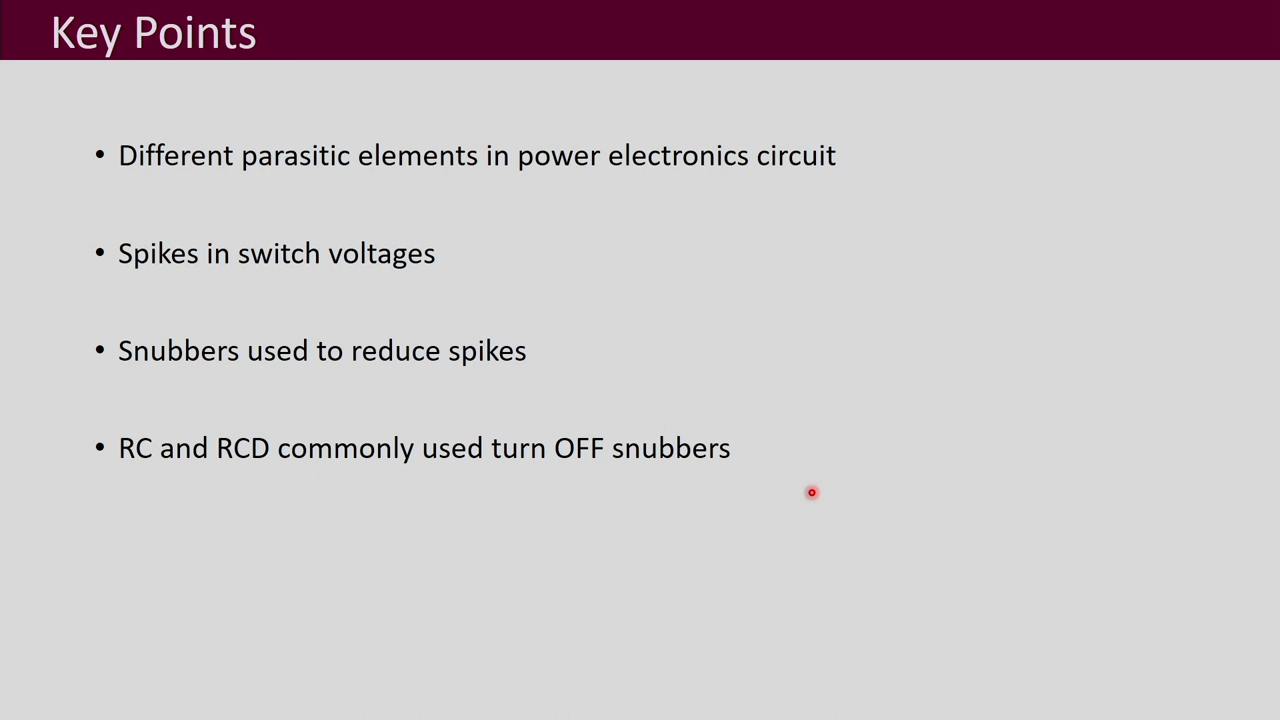 Key Points
• Different parasitic elements in power electronics circuit
• Spikes in switch voltages
• Snubbers used to reduce spikes
• RC and RCD commonly used turn OFF snubbers